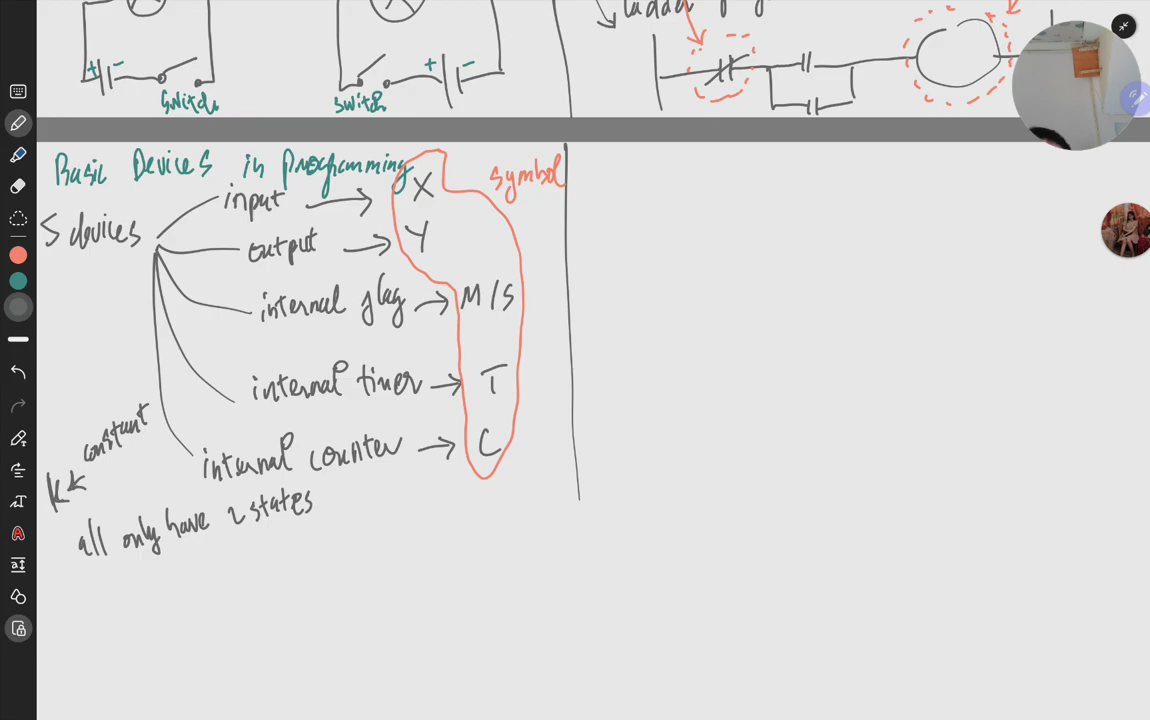 + -
+ -
Switch
Switch
ladder
Basic Devices in Programming
symbol
5 devices
input → X
output → Y
internal flag → M/S
internal timer → T
internal counter → C
constant
K
all only have 2 states